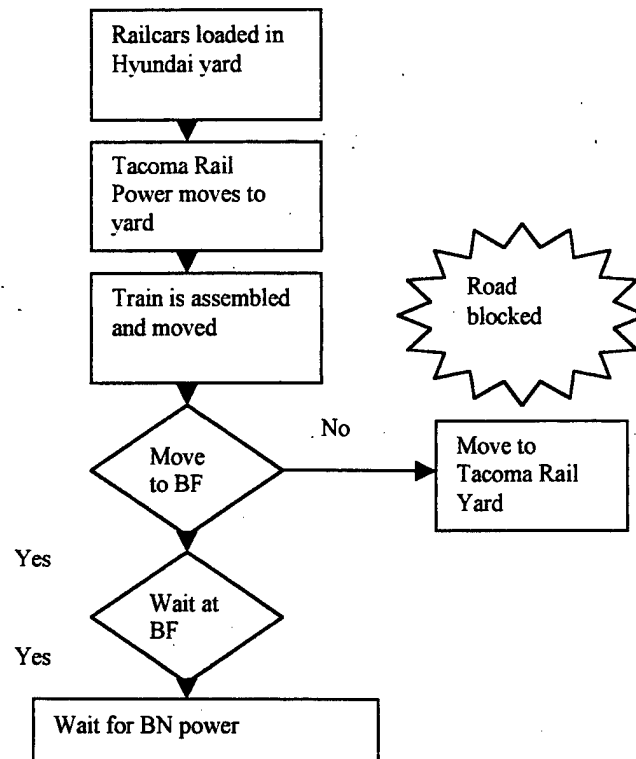 Railcars loaded in
Hyundai yard
Tacoma Rail
Power moves to
yard
Train is assembled
and moved
Road
blocked
Move
to BF
No
Move to
Tacoma Rail
Yard
Yes
Wait at
BF
Yes
Wait for BN power